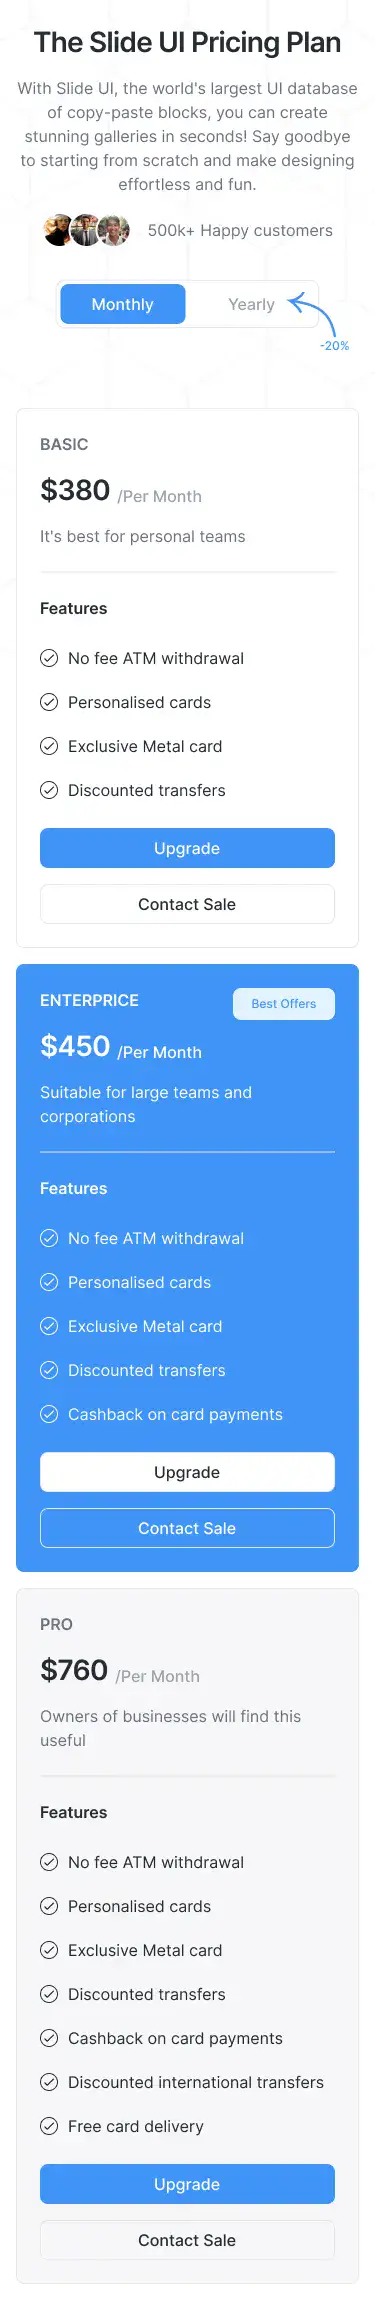 The Slide UI Pricing Plan
With Slide UI, the world's largest UI database
of copy-paste blocks, you can create
stunning galleries in seconds! Say goodbye
to starting from scratch and make designing
effortless and fun.
500k+ Happy customers
Monthly
Yearly
-20%
BASIC
$380 /Per Month
It's best for personal teams
Features
No fee ATM withdrawal
Personalised cards
Exclusive Metal card
Discounted transfers
Upgrade
Contact Sale
ENTERPRICE
Best Offers
$450 /Per Month
Suitable for large teams and
corporations
Features
No fee ATM withdrawal
Personalised cards
Exclusive Metal card
Discounted transfers
Cashback on card payments
Upgrade
Contact Sale
PRO
$760 /Per Month
Owners of businesses will find this
useful
Features
No fee ATM withdrawal
Personalised cards
Exclusive Metal card
Discounted transfers
Cashback on card payments
Discounted international transfers
Free card delivery
Upgrade
Contact Sale